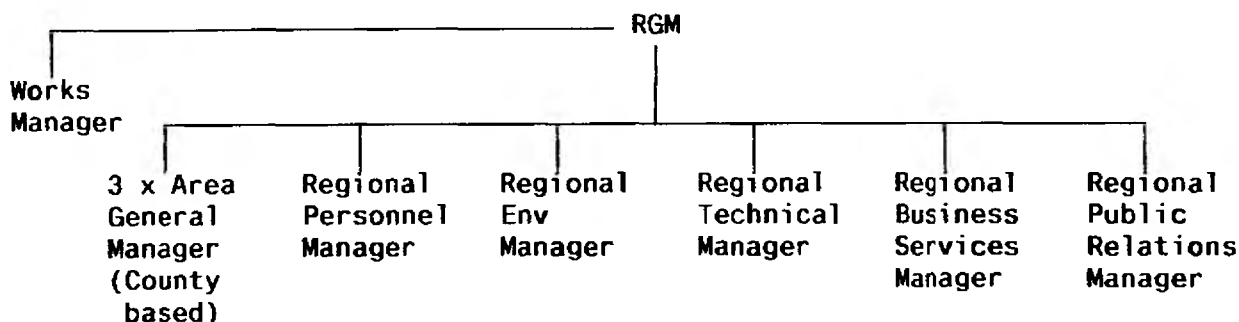 RGM
Works
Manager
3 x Area
General
Manager
(County
based)
Regional
Personnel
Manager
Regional
Env
Manager
Regional
Technical
Manager
Regional
Business
Services
Manager
Regional
Public
Relations
Manager